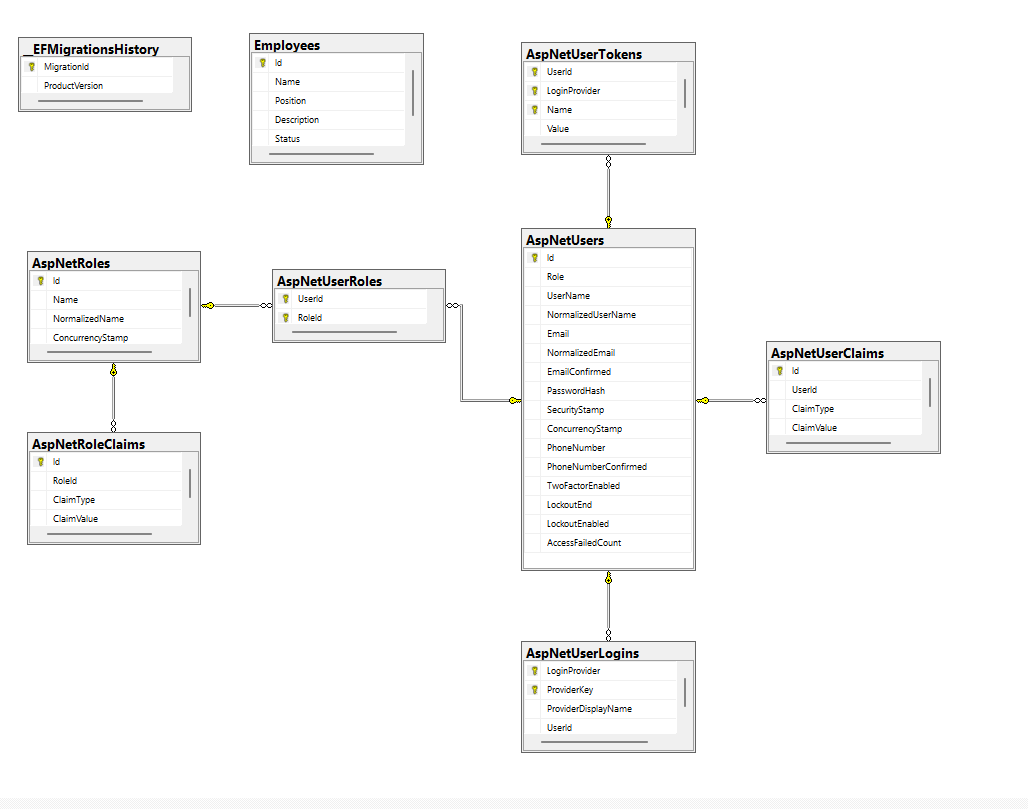 __EFMigrationsHistory
MigrationId
ProductVersion
Employees
Id
Name
Position
Description
Status
AspNetUserTokens
UserId
LoginProvider
Name
Value
AspNetRoles
Id
Name
NormalizedName
ConcurrencyStamp
AspNetUserRoles
UserId
RoleId
AspNetUsers
Id
Role
UserName
NormalizedUserName
Email
NormalizedEmail
EmailConfirmed
PasswordHash
SecurityStamp
ConcurrencyStamp
PhoneNumber
PhoneNumberConfirmed
TwoFactorEnabled
LockoutEnd
LockoutEnabled
AccessFailedCount
AspNetUserClaims
Id
UserId
ClaimType
ClaimValue
AspNetRoleClaims
Id
RoleId
ClaimType
ClaimValue
AspNetUserLogins
LoginProvider
ProviderKey
ProviderDisplayName
UserId